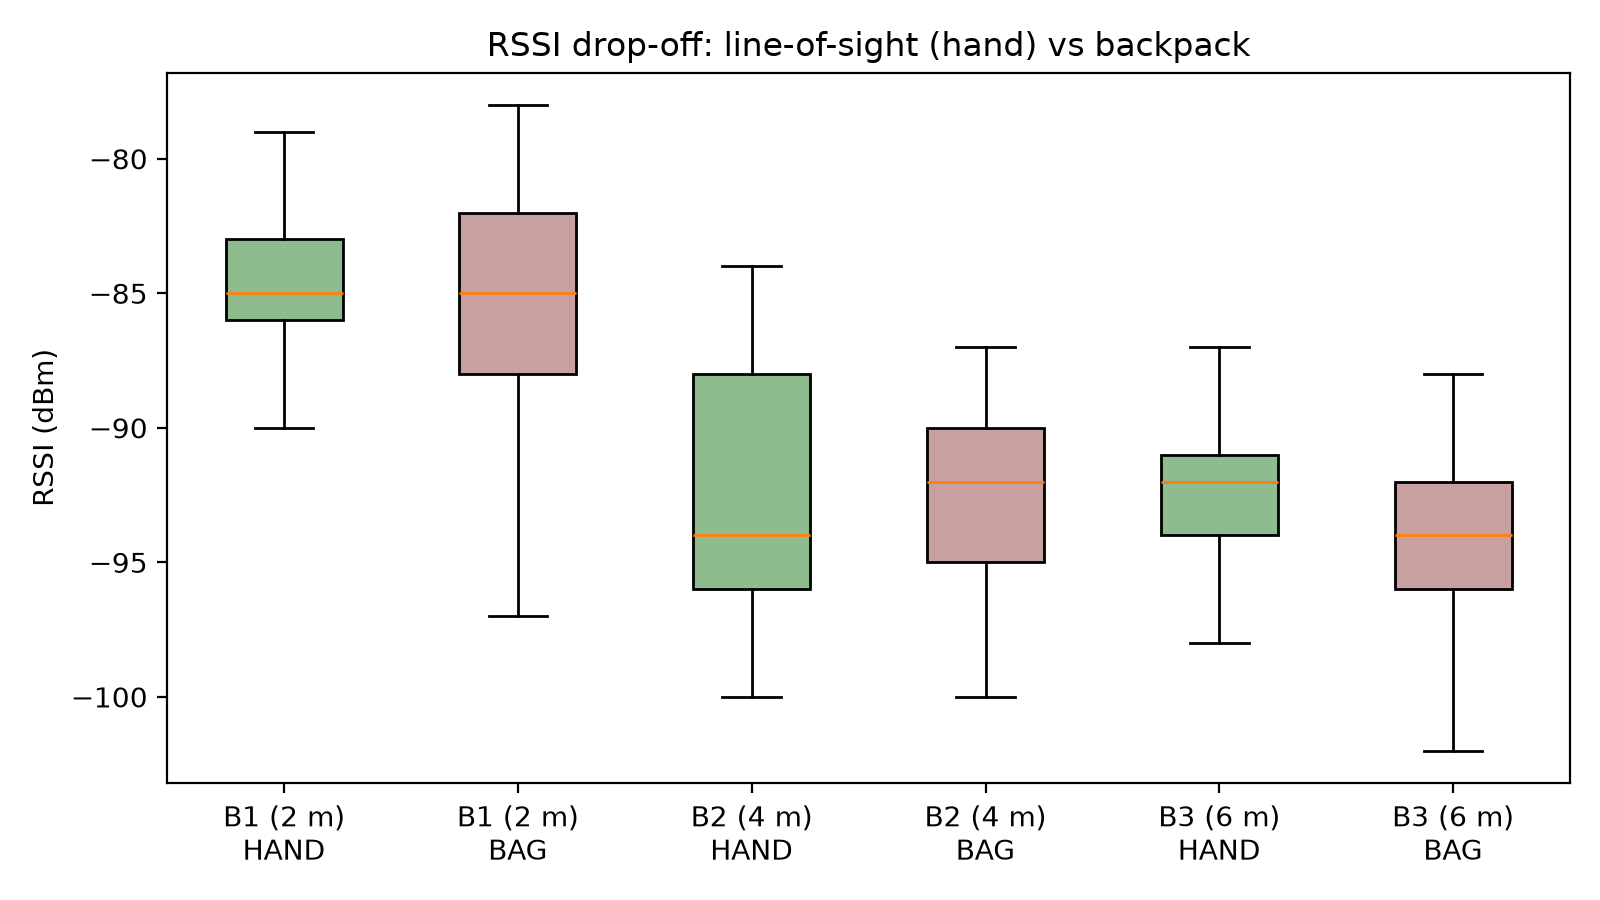 RSSI drop-off: line-of-sight (hand) vs backpack
RSSI (dBm)
−80
−85
−90
−95
−100
B1 (2 m)
HAND
B1 (2 m)
BAG
B2 (4 m)
HAND
B2 (4 m)
BAG
B3 (6 m)
HAND
B3 (6 m)
BAG